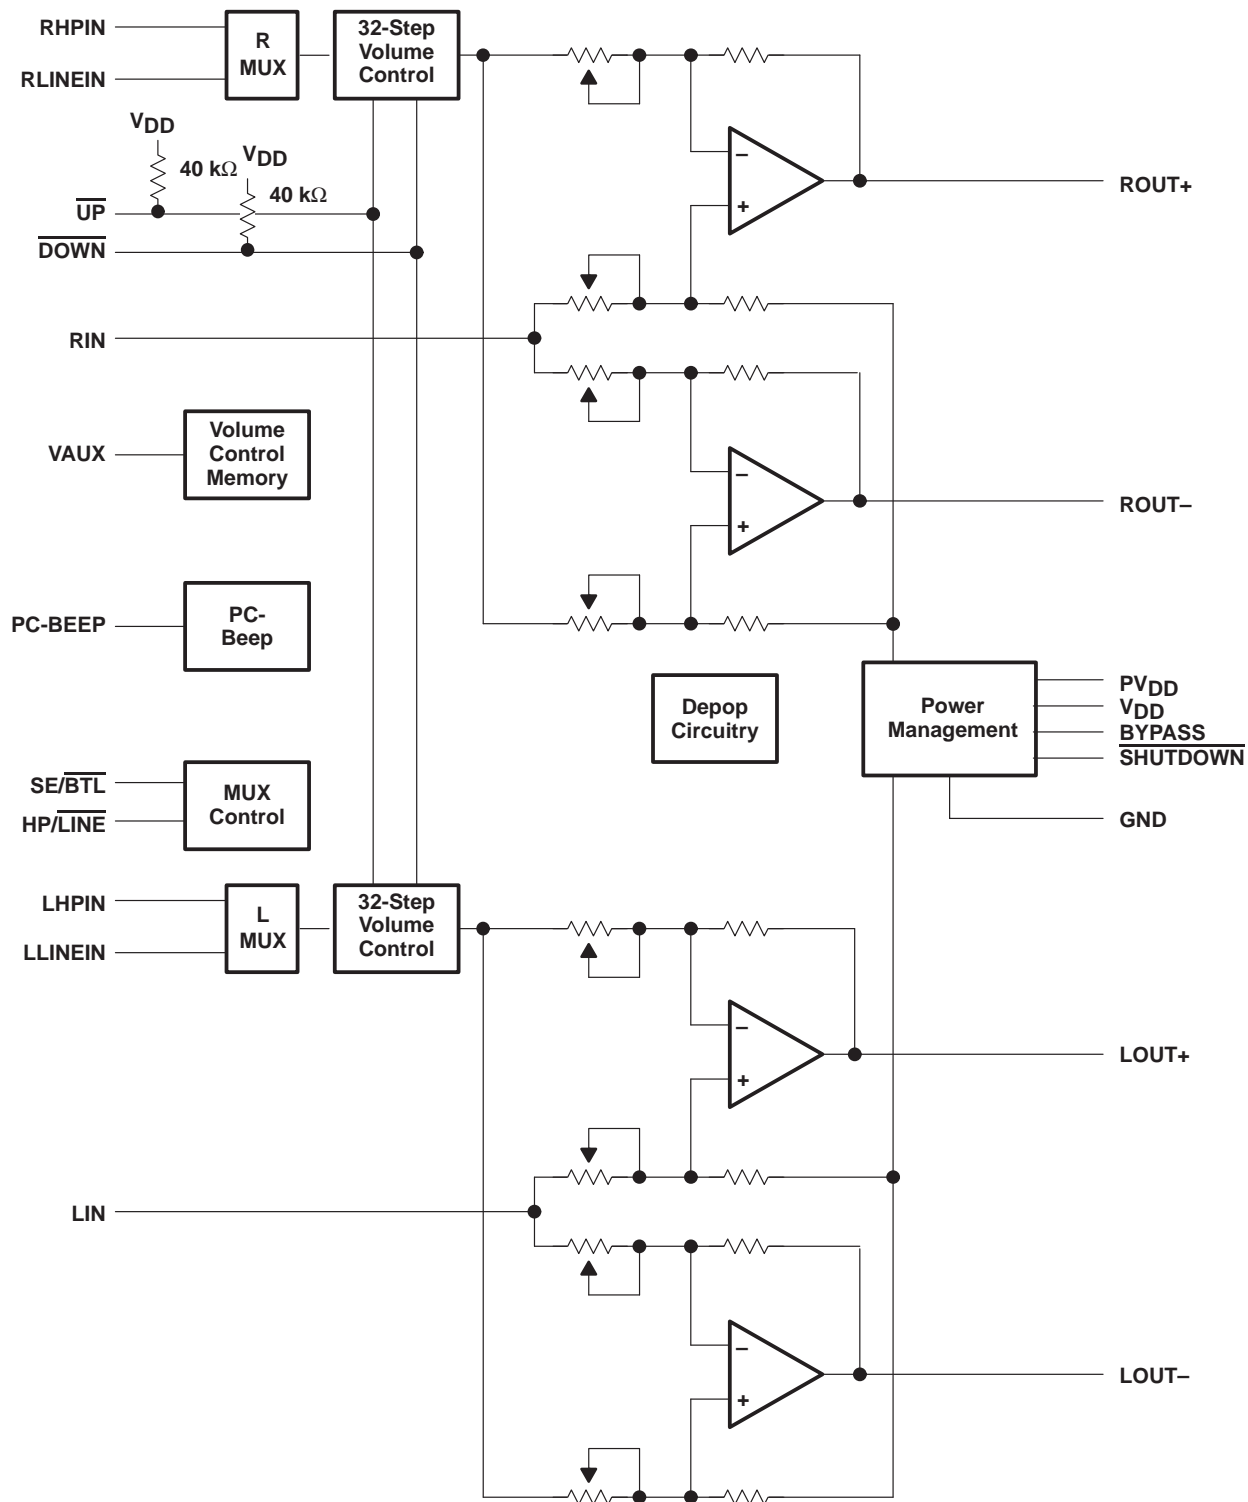 RHPIN
RLINEIN
R
MUX
32-Step
Volume
Control
VDD
40 kΩ
VDD
40 kΩ
UP
DOWN
–
+
ROUT+
RIN
VAUX
Volume
Control
Memory
–
+
ROUT–
PC-BEEP
PC-
Beep
Depop
Circuitry
Power
Management
PVDD
VDD
BYPASS
SHUTDOWN
GND
SE/BTL
HP/LINE
MUX
Control
LHPIN
LLINEIN
L
MUX
32-Step
Volume
Control
–
+
LOUT+
LIN
–
+
LOUT–